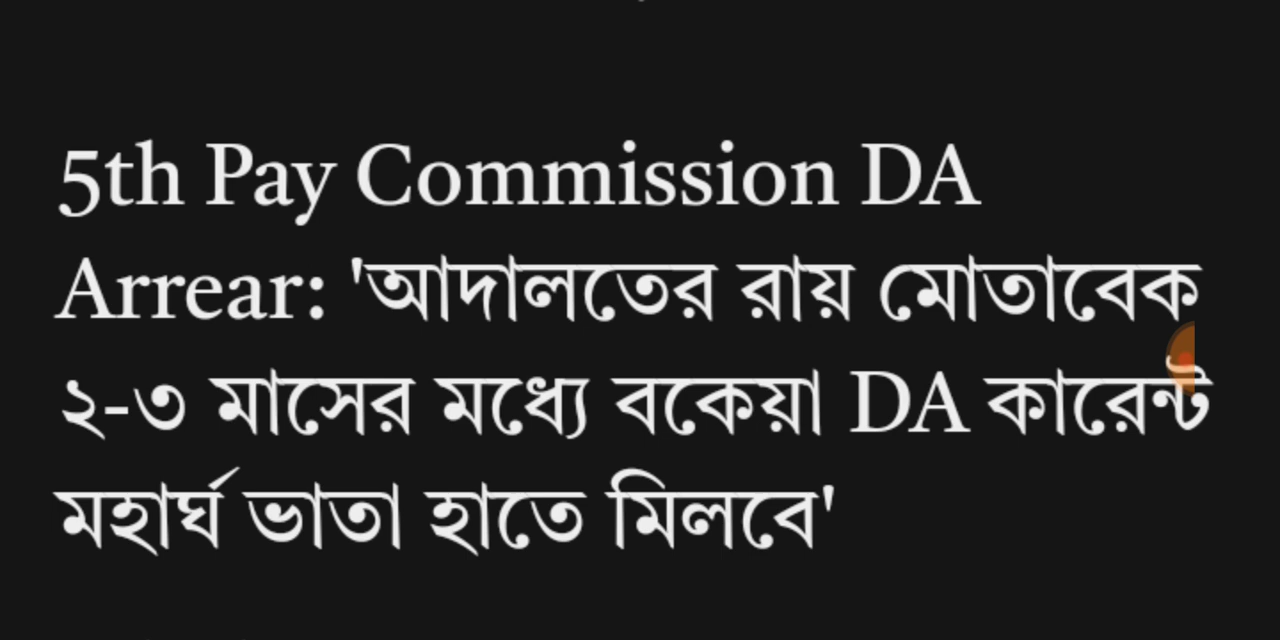 5th Pay Commission DA
Arrear: 'আদালতের রায় মোতাবেক
২-৩ মাসের মধ্যে বকেয়া DA কারেন্ট
মহার্ঘ ভাতা হাতে মিলবে'